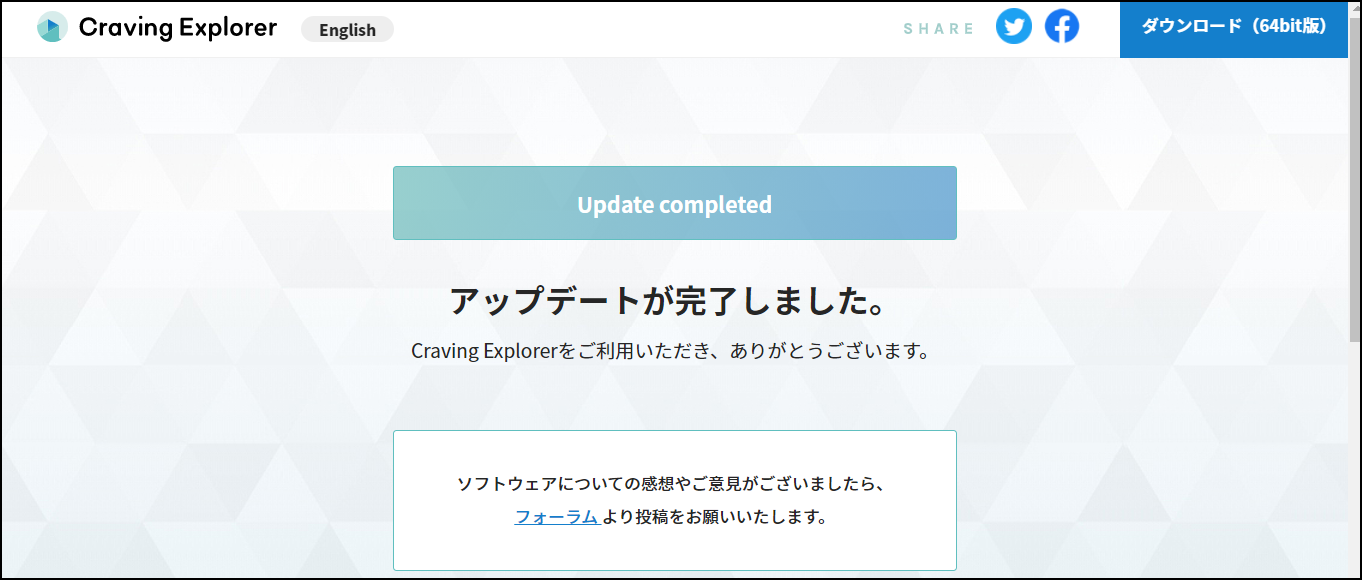 Craving Explorer
English
SHARE
ダウンロード（64bit版）
Update completed
アップデートが完了しました。
Craving Explorerをご利用いただき、ありがとうございます。
ソフトウェアについての感想やご意見がございましたら、
フォーラム より投稿をお願いいたします。